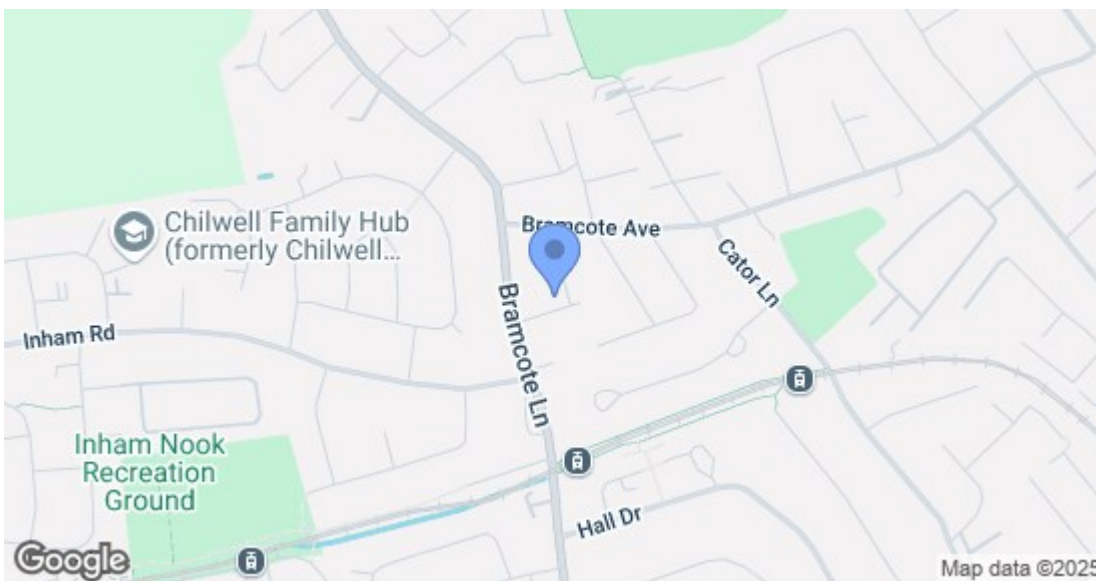 Bramcote Ave
Chilwell Family Hub
(formerly Chilwell...
Cator Ln
Bramcote Ln
Inham Rd
Inham Nook
Recreation
Ground
Hall Dr
Google
Map data ©2025